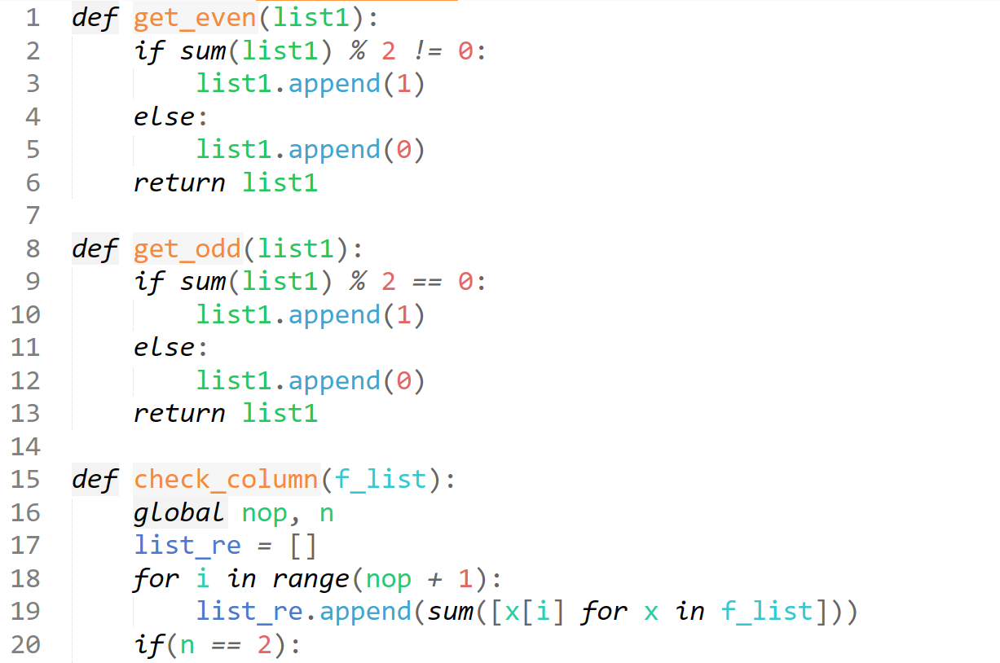 1 def get_even(list1):
2     if sum(list1) % 2 != 0:
3         list1.append(1)
4     else:
5         list1.append(0)
6     return list1
7
8 def get_odd(list1):
9     if sum(list1) % 2 == 0:
10         list1.append(1)
11     else:
12         list1.append(0)
13     return list1
14
15 def check_column(f_list):
16     global nop, n
17     list_re = []
18     for i in range(nop + 1):
19         list_re.append(sum([x[i] for x in f_list]))
20     if(n == 2):